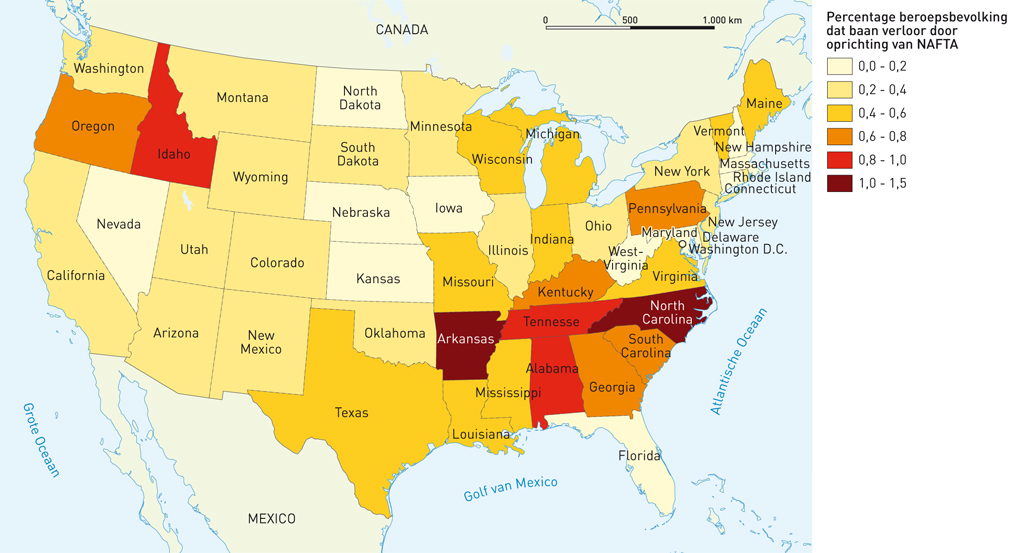 CANADA
0 500 1.000 km
Percentage beroepsbevolking
dat baan verloor door
oprichting van NAFTA
0,0 - 0,2
0,2 - 0,4
0,4 - 0,6
0,6 - 0,8
0,8 - 1,0
1,0 - 1,5
Washington
Montana
North
Dakota
Minnesota
Michigan
Maine
Vermont
New Hampshire
Oregon
Idaho
South
Dakota
Wisconsin
Massachusetts
New York
Rhode Island
Connecticut
Wyoming
Nevada
Nebraska
Iowa
Pennsylvania
Ohio
New Jersey
Indiana
Maryland
Delaware
Washington D.C.
Utah
Colorado
Illinois
West-
Virginia
California
Kansas
Missouri
Virginia
Kentucky
North
Carolina
Arizona
New
Mexico
Oklahoma
Arkansas
Tennesse
South
Carolina
Alabama
Georgia
Mississippi
Texas
Louisiana
Florida
Atlantische Oceaan
Grote Oceaan
Golf van Mexico
MEXICO